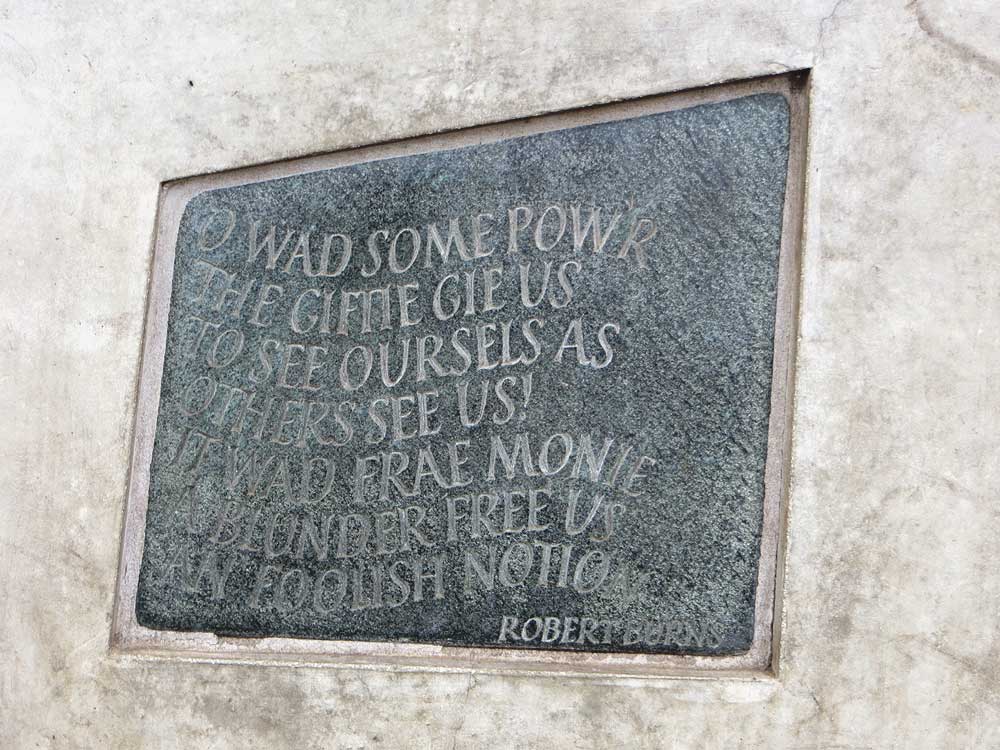 O WAD SOME POW'R
THE GIFTIE GIE US
TO SEE OURSELS AS
OTHERS SEE US!
IT WAD FRAE MONIE
A BLUNDER FREE US
AN FOOLISH NOTION
ROBERT BURNS